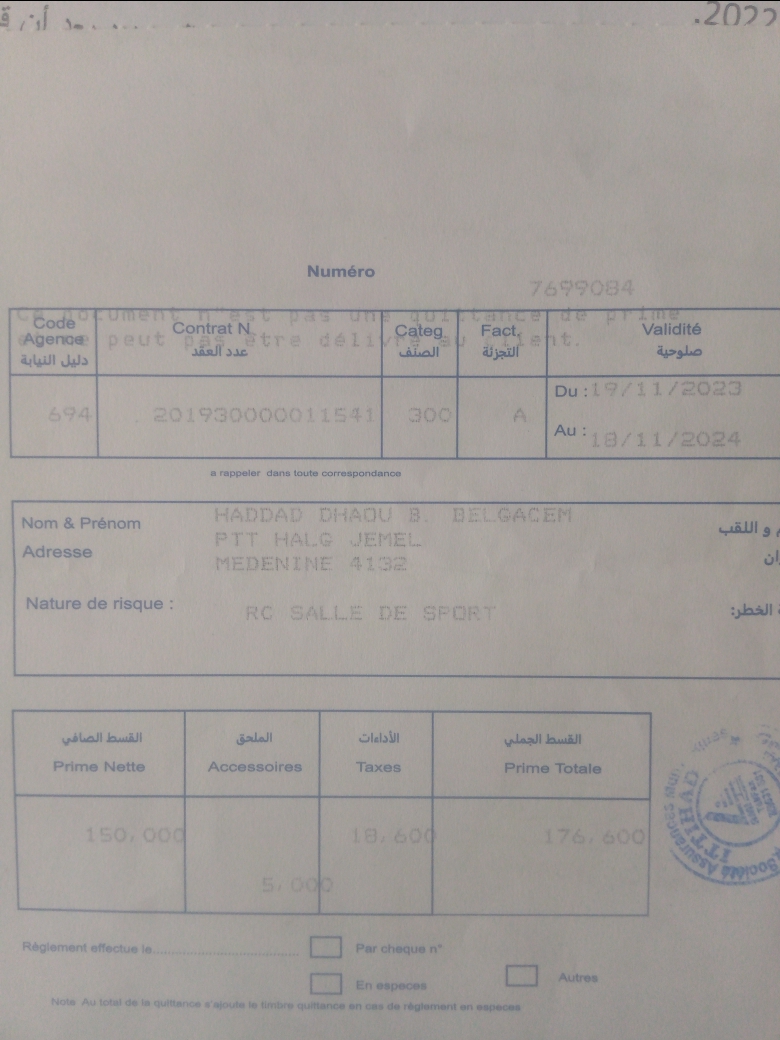 .2022
Numéro
7699084
Ce document n'est pas une quittance de prime
et ne peut pas être délivré au client.
Code Agence Contrat N Categ Fact. Validité
دليل النيابة عدد العقد الصنف التجزئة صلوحية
694 201930000011541 300 A Du : 19/11/2023
Au : 18/11/2024
a rappeler dans toute correspondance
Nom & Prénom HADDAD DHAOU B. BELGACEM و اللقب
Adresse PTT HALG JEMEL
MEDENINE 4132
Nature de risque : RC SALLE DE SPORT الخطر:
القسط الصافي الملحق الأداءات القسط الجملي
Prime Nette Accessoires Taxes Prime Totale
150,000 18,600 176,600
5,000
Règlement effectue le Par cheque n°
En especes Autres
Note Au total de la quittance s'ajoute le timbre quittance en cas de règlement en especes
Société Assurances
ITTIHAD